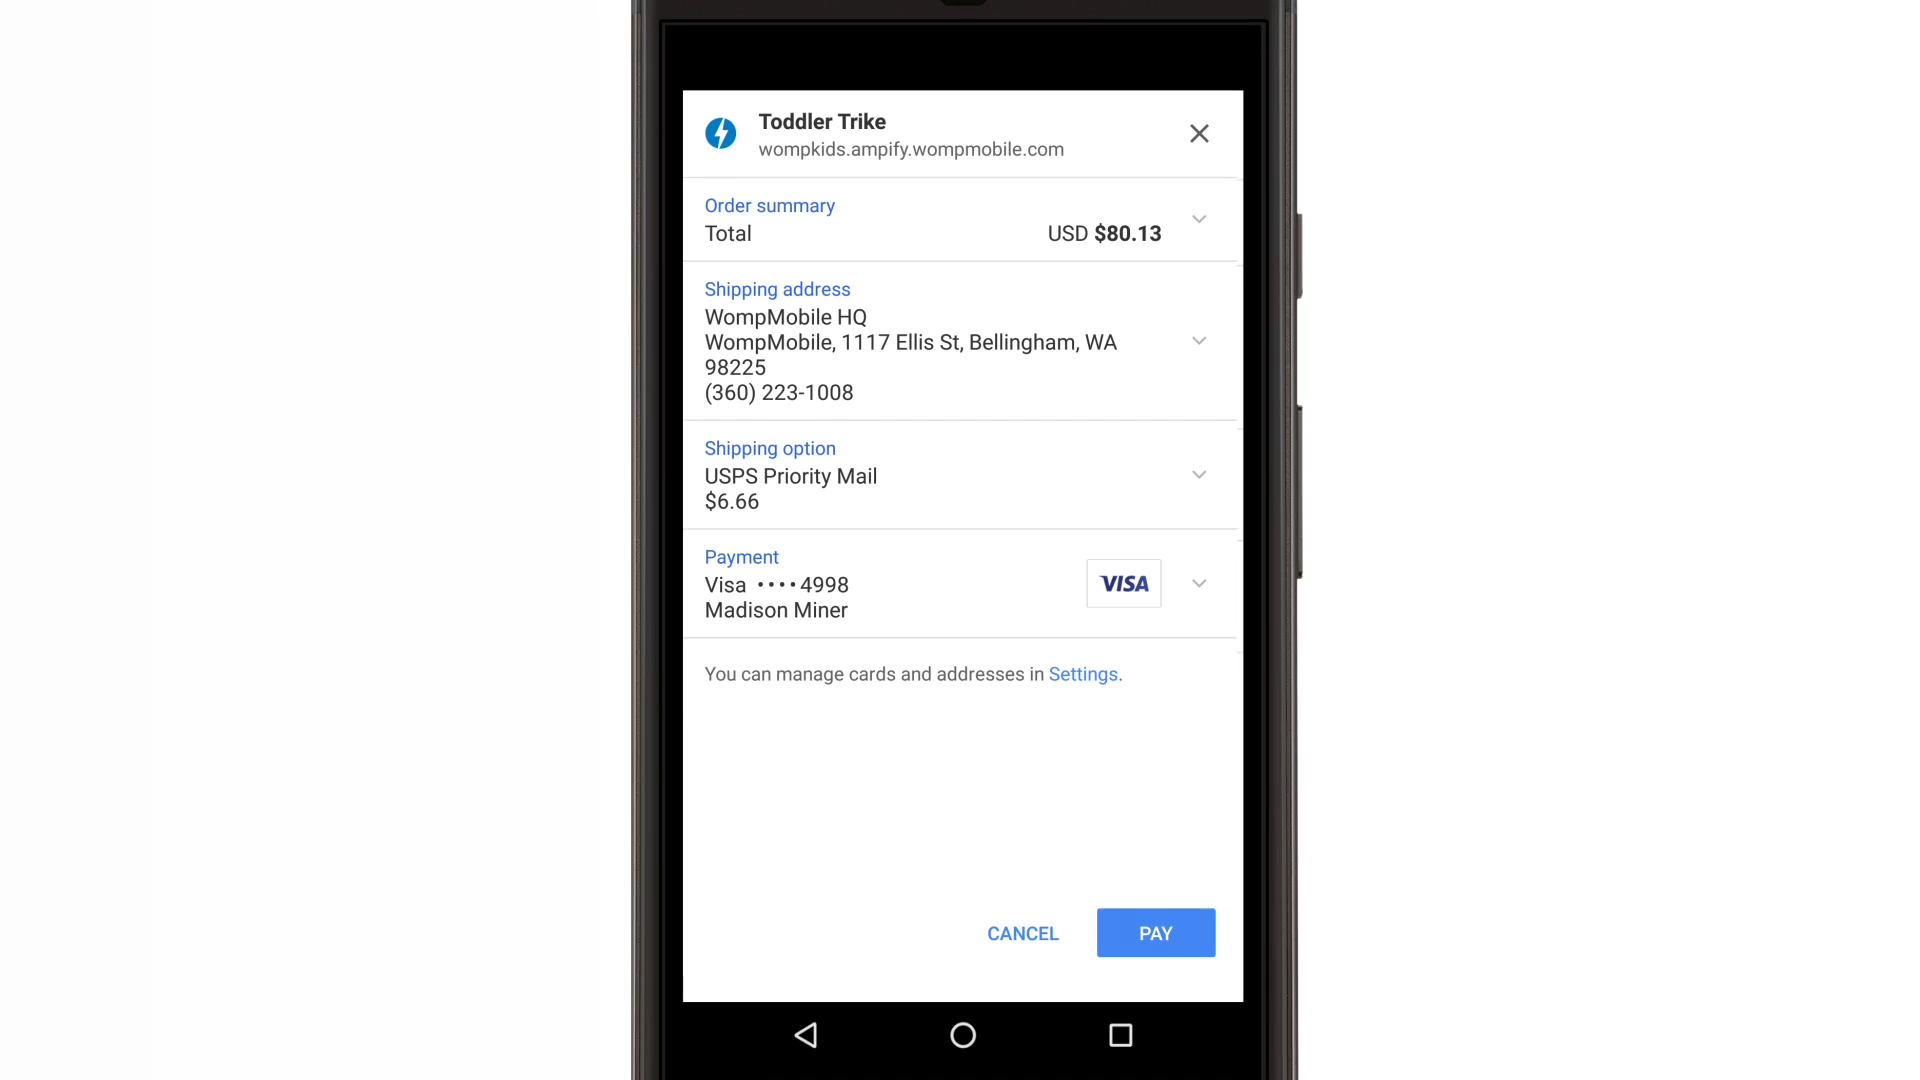 Toddler Trike
wompkids.ampify.wompmobile.com
Order summary
Total USD $80.13
Shipping address
WompMobile HQ
WompMobile, 1117 Ellis St, Bellingham, WA
98225
(360) 223-1008
Shipping option
USPS Priority Mail
$6.66
Payment
Visa ････4998 VISA
Madison Miner
You can manage cards and addresses in Settings.
CANCEL PAY